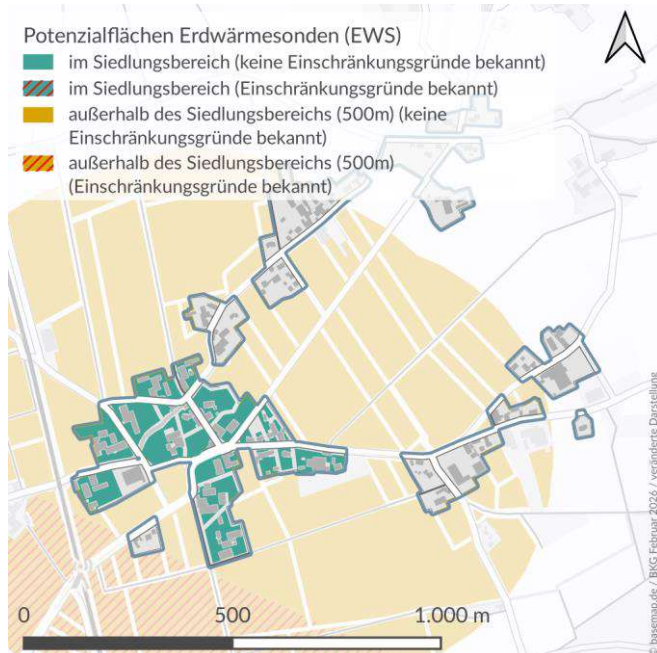 Potenzialflächen Erdwärmesonden (EWS)
im Siedlungsbereich (keine Einschränkungsgründe bekannt)
im Siedlungsbereich (Einschränkungsgründe bekannt)
außerhalb des Siedlungsbereichs (500m) (keine
Einschränkungsgründe bekannt)
außerhalb des Siedlungsbereichs (500m)
(Einschränkungsgründe bekannt)
0 500 1.000 m
© basemap.de / BKG Februar 2026 / veränderte Darstellung